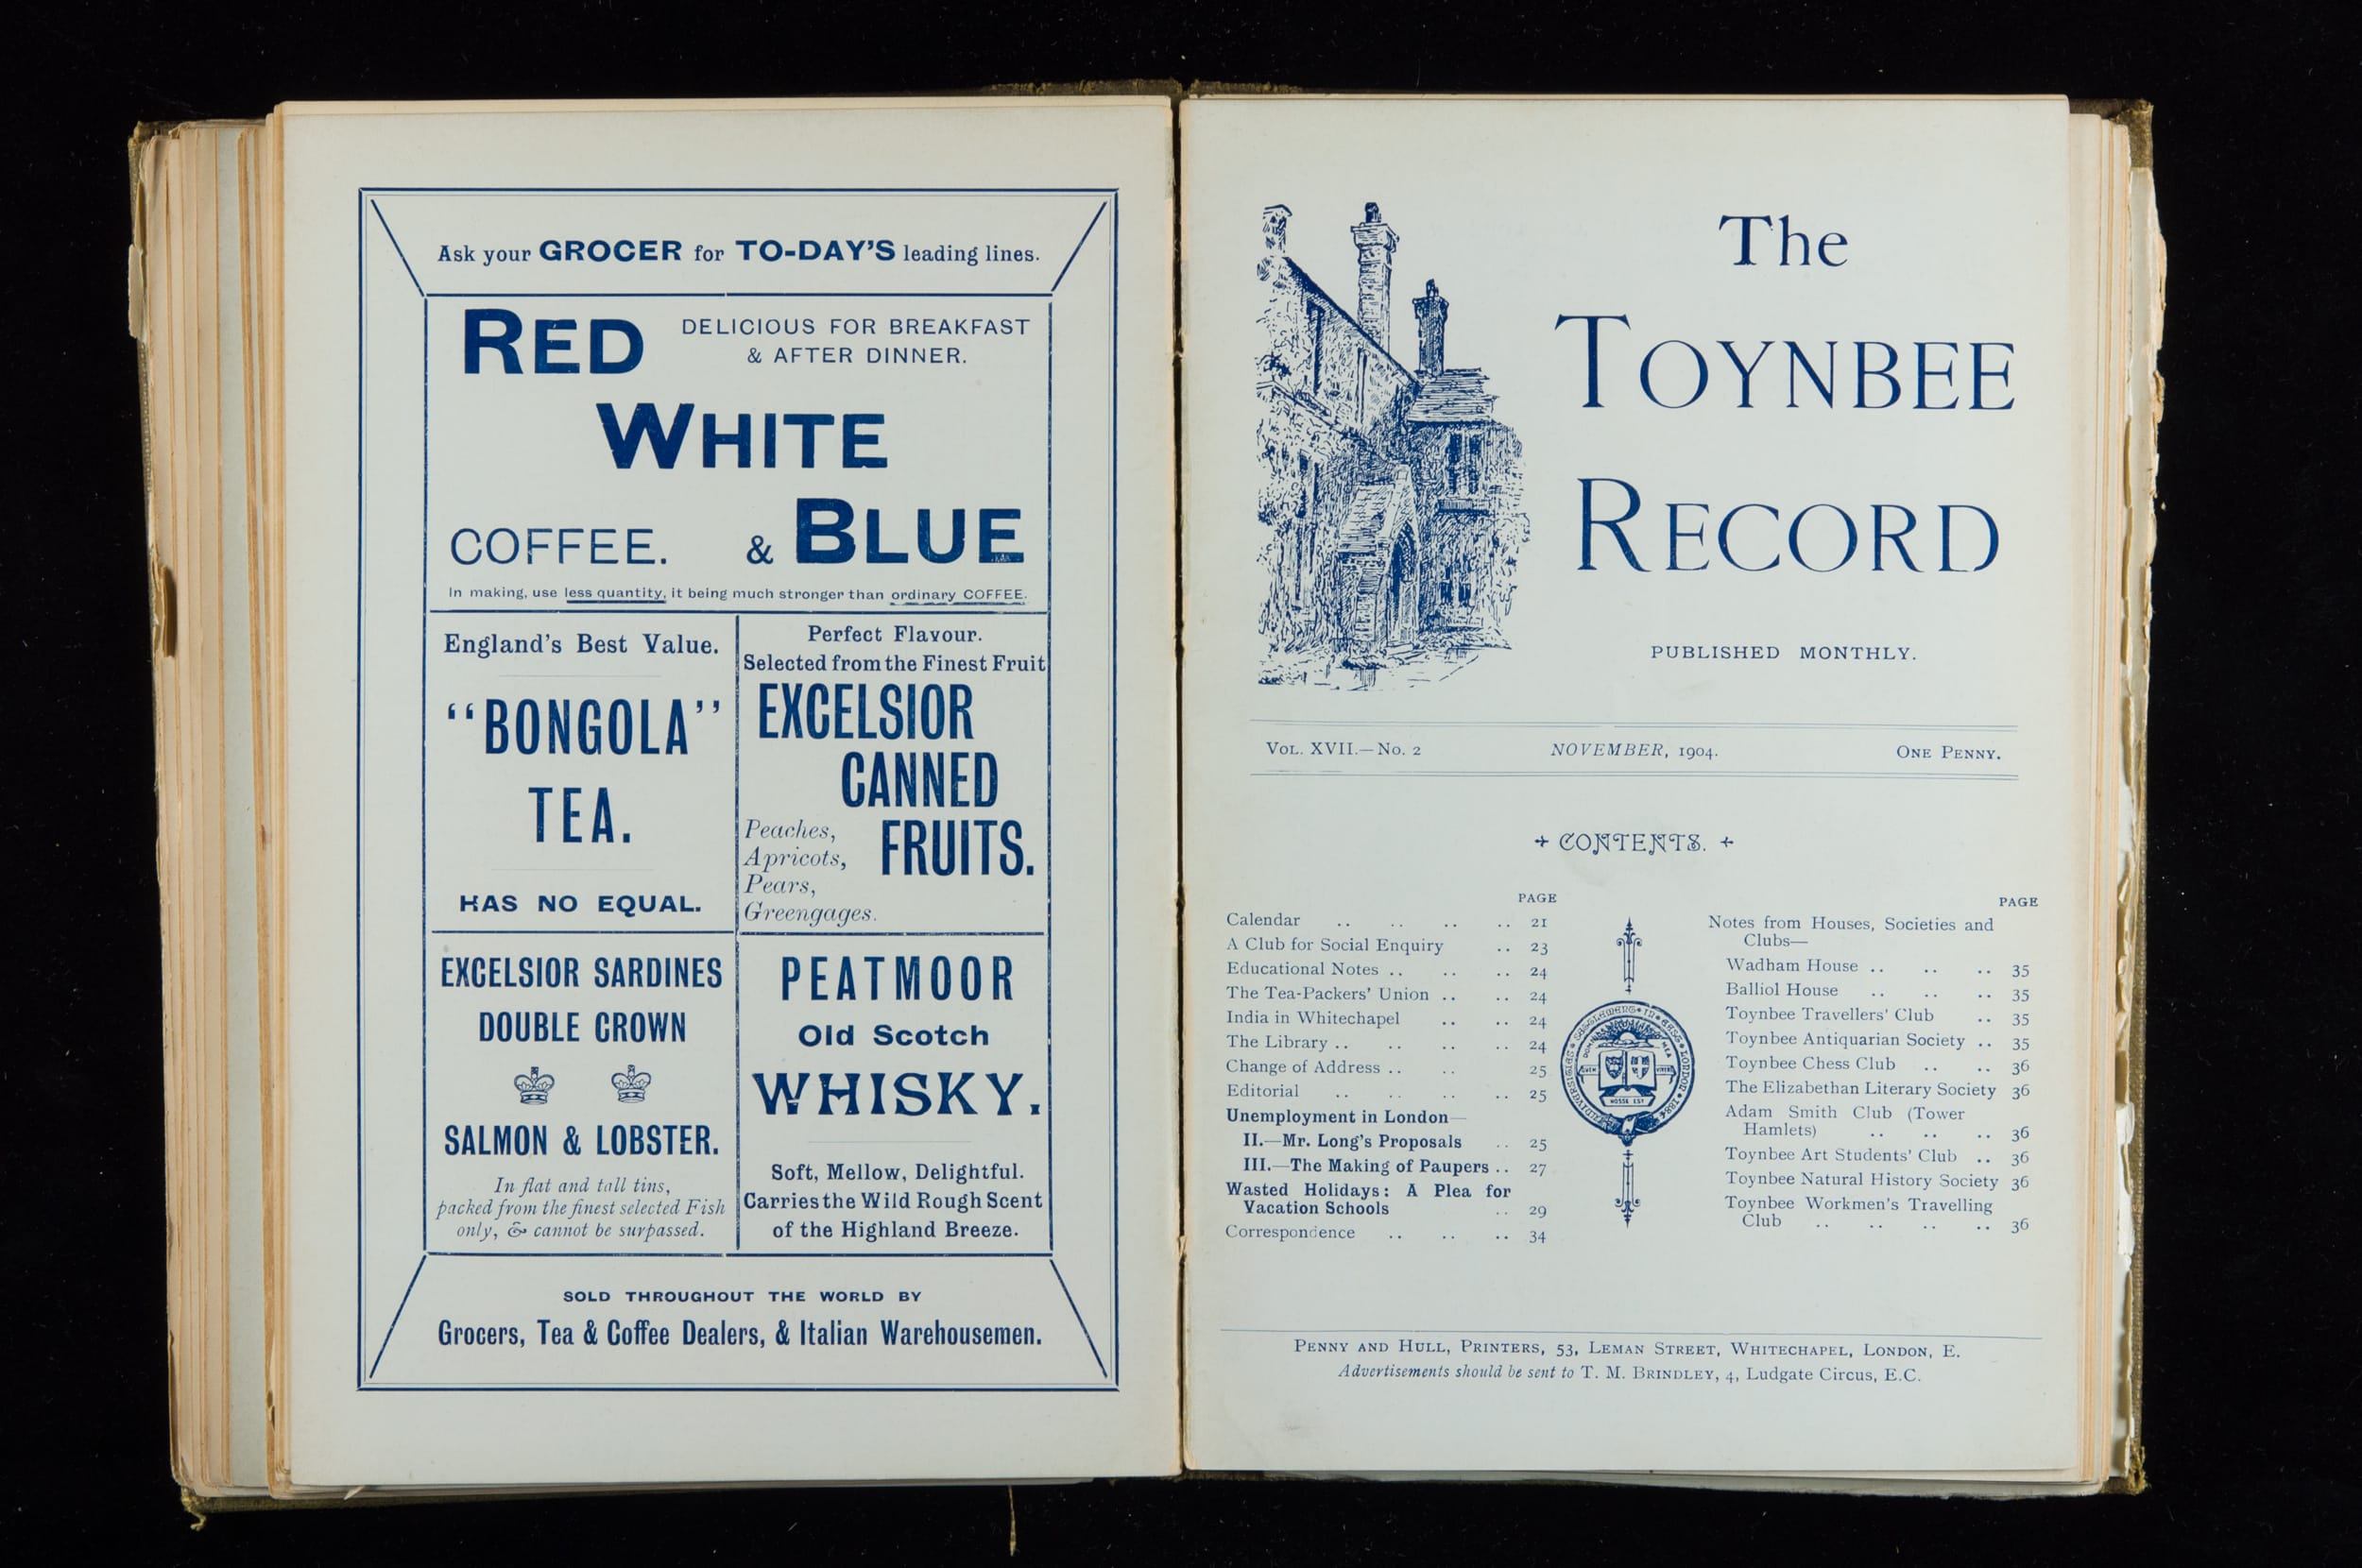 Ask your GROCER for TO-DAY'S leading lines.
RED
DELICIOUS FOR BREAKFAST
& AFTER DINNER.
WHITE
COFFEE. & BLUE
In making, use less quantity, it being much stronger than ordinary COFFEE.
England's Best Value.
"BONGOLA"
TEA.
HAS NO EQUAL.
Perfect Flavour.
Selected from the Finest Fruit
EXCELSIOR
CANNED
FRUITS.
Peaches,
Apricots,
Pears,
Greengages.
EXCELSIOR SARDINES
DOUBLE CROWN
SALMON & LOBSTER.
In flat and tall tins,
packed from the finest selected Fish
only, & cannot be surpassed.
PEATMOOR
Old Scotch
WHISKY.
Soft, Mellow, Delightful.
Carries the Wild Rough Scent
of the Highland Breeze.
SOLD THROUGHOUT THE WORLD BY
Grocers, Tea & Coffee Dealers, & Italian Warehousemen.
The
TOYNBEE
RECORD
PUBLISHED MONTHLY.
VOL. XVII.—No. 2 NOVEMBER, 1904. ONE PENNY.
CONTENTS.
PAGE
Calendar .. .. .. .. 21
A Club for Social Enquiry .. 23
Educational Notes .. .. .. 24
The Tea-Packers' Union .. .. 24
India in Whitechapel .. .. 24
The Library .. .. .. .. 24
Change of Address .. .. 25
Editorial .. .. .. .. 25
Unemployment in London—
II.—Mr. Long's Proposals .. 25
III.—The Making of Paupers .. 27
Wasted Holidays: A Plea for
Vacation Schools .. 29
Correspondence .. .. .. 34
PAGE
Notes from Houses, Societies and
Clubs—
Wadham House .. .. .. 35
Balliol House .. .. .. 35
Toynbee Travellers' Club .. 35
Toynbee Antiquarian Society .. 35
Toynbee Chess Club .. .. 36
The Elizabethan Literary Society 36
Adam Smith Club (Tower
Hamlets) .. .. .. 36
Toynbee Art Students' Club .. 36
Toynbee Natural History Society 36
Toynbee Workmen's Travelling
Club .. .. .. .. 36
PENNY AND HULL, PRINTERS, 53, LEMAN STREET, WHITECHAPEL, LONDON, E.
Advertisements should be sent to T. M. BRINDLEY, 4, Ludgate Circus, E.C.